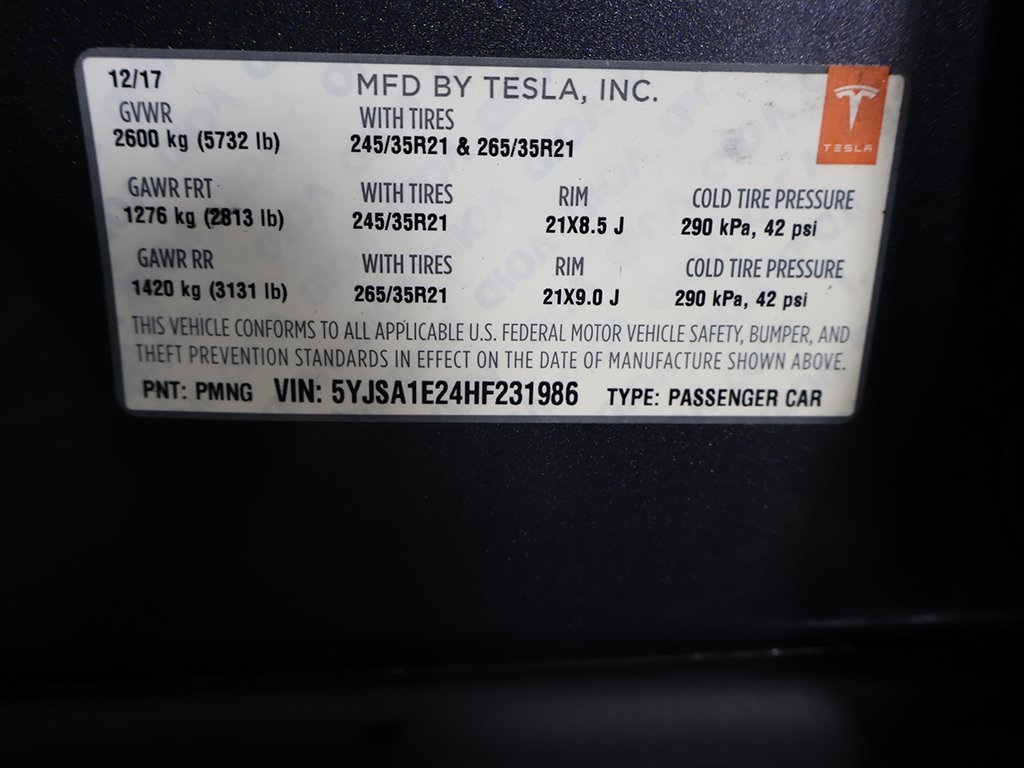 12/17 MFD BY TESLA, INC.
TESLA
GVWR WITH TIRES
2600 kg (5732 lb) 245/35R21 & 265/35R21
GAWR FRT WITH TIRES RIM COLD TIRE PRESSURE
1276 kg (2813 lb) 245/35R21 21X8.5 J 290 kPa, 42 psi
GAWR RR WITH TIRES RIM COLD TIRE PRESSURE
1420 kg (3131 lb) 265/35R21 21X9.0 J 290 kPa, 42 psi
THIS VEHICLE CONFORMS TO ALL APPLICABLE U.S. FEDERAL MOTOR VEHICLE SAFETY, BUMPER, AND
THEFT PREVENTION STANDARDS IN EFFECT ON THE DATE OF MANUFACTURE SHOWN ABOVE.
PNT: PMNG VIN: 5YJSA1E24HF231986 TYPE: PASSENGER CAR